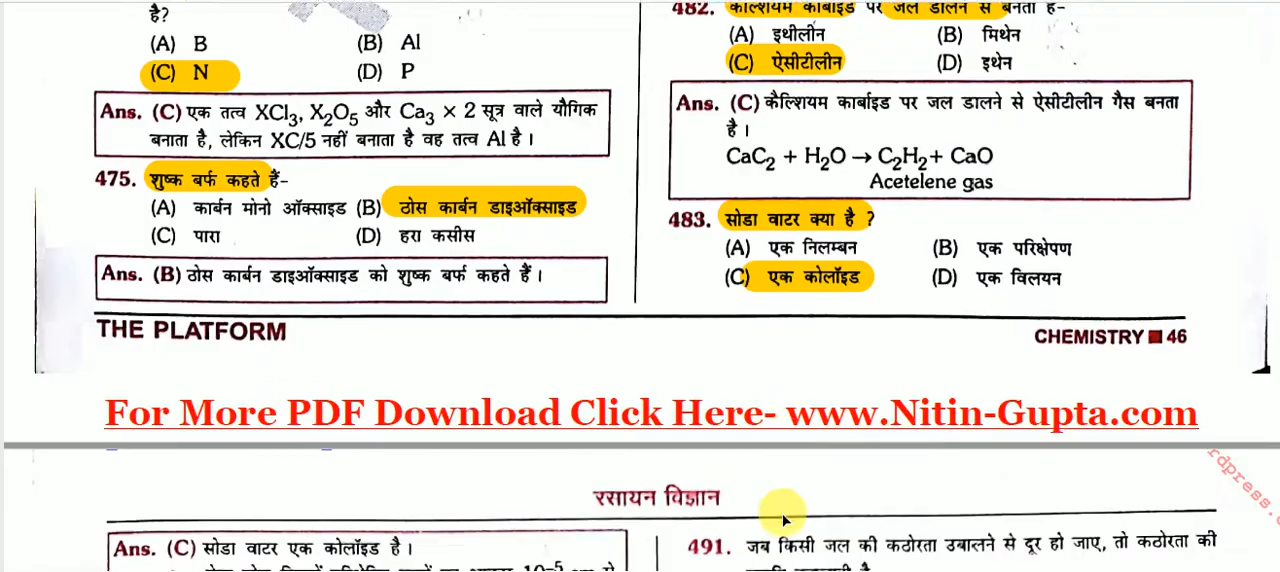 है?
(A) B (B) Al
(C) N (D) P
Ans. (C) एक तत्व XCl₃, X₂O₅ और Ca₃ × 2 सूत्र वाले यौगिक
बनाता है, लेकिन XC/5 नहीं बनाता है वह तत्व Al है।
475. शुष्क बर्फ कहते हैं-
(A) कार्बन मोनो ऑक्साइड (B) ठोस कार्बन डाइऑक्साइड
(C) पारा (D) हरा कसीस
Ans. (B) ठोस कार्बन डाइऑक्साइड को शुष्क बर्फ कहते हैं।
482. कैल्शियम कार्बाइड पर जल डालने से बनता है-
(A) इथीलीन (B) मिथेन
(C) ऐसीटीलीन (D) इथेन
Ans. (C) कैल्शियम कार्बाइड पर जल डालने से ऐसीटीलीन गैस बनता
है।
CaC₂ + H₂O → C₂H₂ + CaO
Acetelene gas
483. सोडा वाटर क्या है ?
(A) एक निलम्बन (B) एक परिक्षेपण
(C) एक कोलॉइड (D) एक विलयन
THE PLATFORM
CHEMISTRY ■ 46
For More PDF Download Click Here- www.Nitin-Gupta.com
रसायन विज्ञान
Ans. (C) सोडा वाटर एक कोलॉइड है।
491. जब किसी जल की कठोरता उबालने से दूर हो जाए, तो कठोरता की
rdpress.